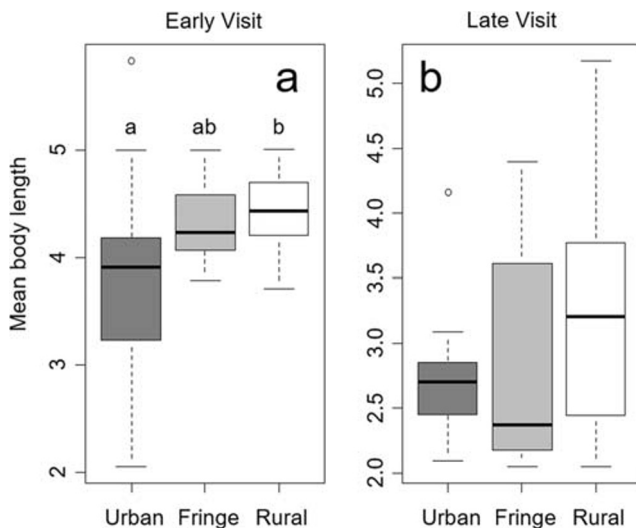 Early Visit
Late Visit
a
b
a
ab
b
Mean body length
5
4
3
2
5.0
4.5
4.0
3.5
3.0
2.5
2.0
Urban
Fringe
Rural
Urban
Fringe
Rural